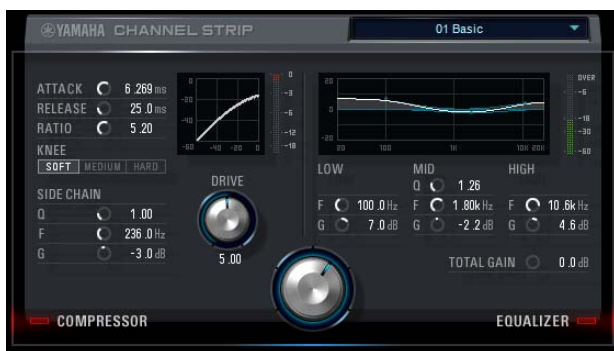 YAMAHA CHANNEL STRIP
01 Basic
ATTACK 6.269 ms
RELEASE 25.0 ms
RATIO 5.20
KNEE
SOFT MEDIUM HARD
SIDE CHAIN
Q 1.00
F 236.0 Hz
G -3.0 dB
0
-20
-40
-60 -40 -20 0
0
-3
-6
-12
-18
DRIVE
5.00
20
0
-20
20 100 1K 10K 20K
OVER
-6
-18
-30
-60
LOW MID HIGH
Q 1.26
F 100.0 Hz F 1.80k Hz F 10.6k Hz
G 7.0 dB G -2.2 dB G 4.6 dB
TOTAL GAIN 0.0 dB
COMPRESSOR
EQUALIZER